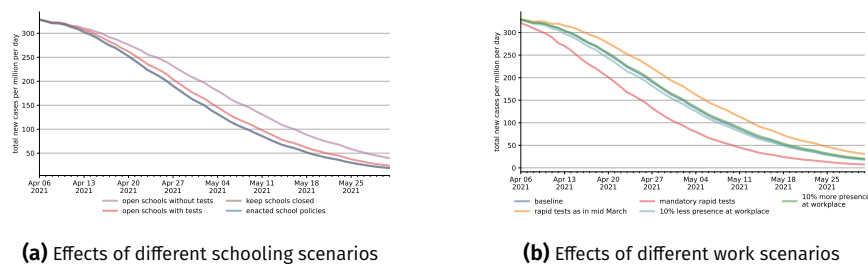 total new cases per million per day
300
250
200
150
100
50
Apr 06
2021
Apr 13
2021
Apr 20
2021
Apr 27
2021
May 04
2021
May 11
2021
May 18
2021
May 25
2021
open schools without tests
open schools with tests
keep schools closed
enacted school policies
(a) Effects of different schooling scenarios
total new cases per million per day
300
250
200
150
100
50
0
Apr 06
2021
Apr 13
2021
Apr 20
2021
Apr 27
2021
May 04
2021
May 11
2021
May 18
2021
May 25
2021
baseline
rapid tests as in mid March
mandatory rapid tests
10% less presence at workplace
10% more presence
at workplace
(b) Effects of different work scenarios